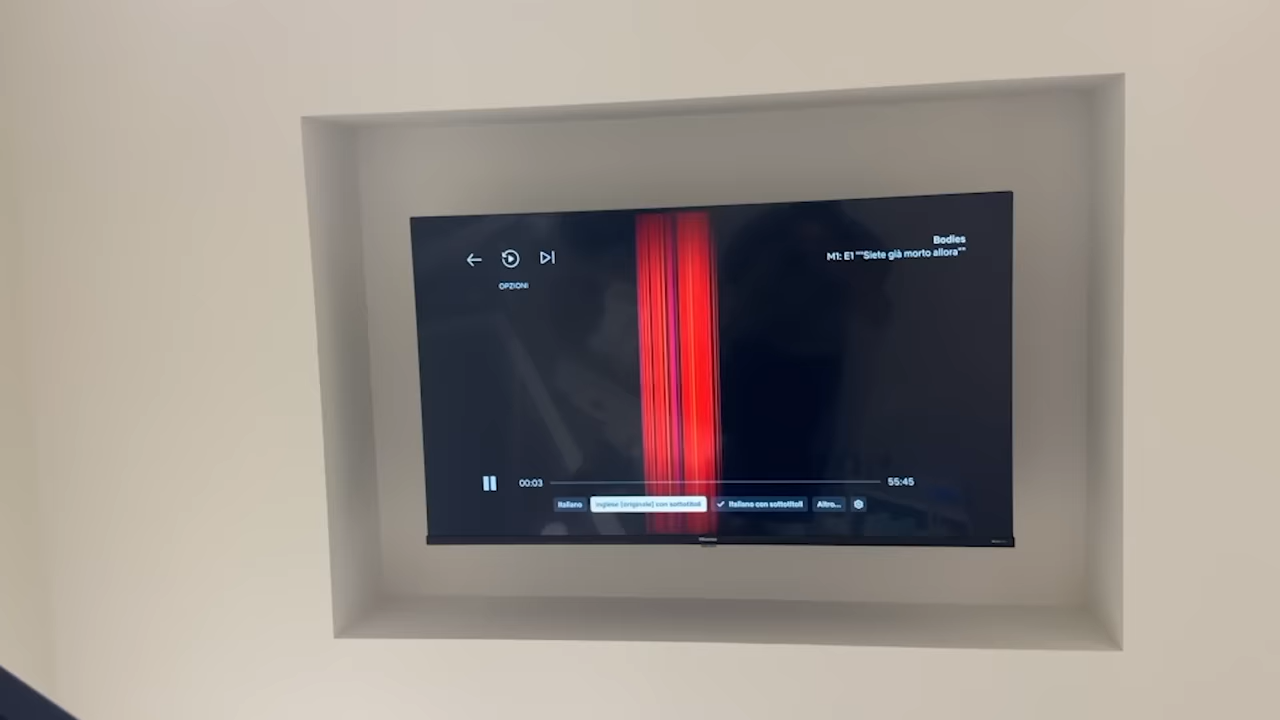 Bodies
M1: E1 ""Siete già morto allora""
OPZIONI
00:03
55:45
Italiano
Inglese [originale] con sottotitoli
Italiano con sottotitoli
Altro...
Hisense